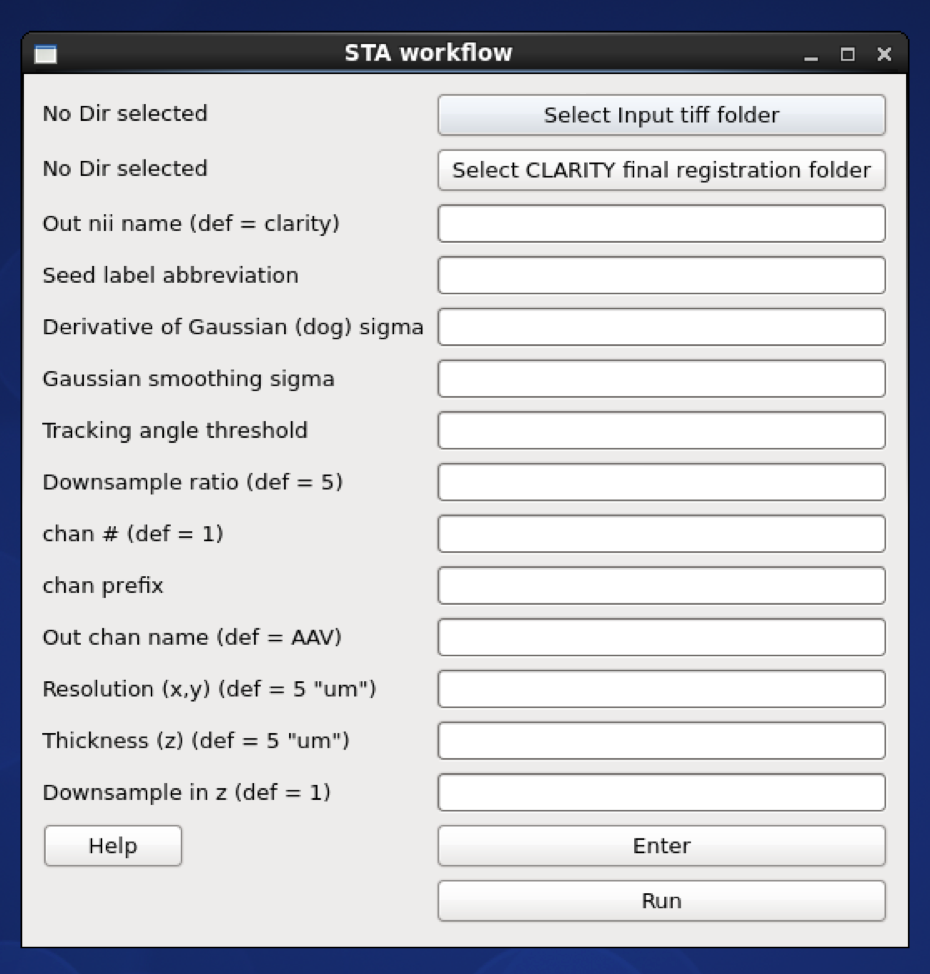 STA workflow
No Dir selected Select Input tiff folder
No Dir selected Select CLARITY final registration folder
Out nii name (def = clarity)
Seed label abbreviation
Derivative of Gaussian (dog) sigma
Gaussian smoothing sigma
Tracking angle threshold
Downsample ratio (def = 5)
chan # (def = 1)
chan prefix
Out chan name (def = AAV)
Resolution (x,y) (def = 5 "um")
Thickness (z) (def = 5 "um")
Downsample in z (def = 1)
Help Enter
Run